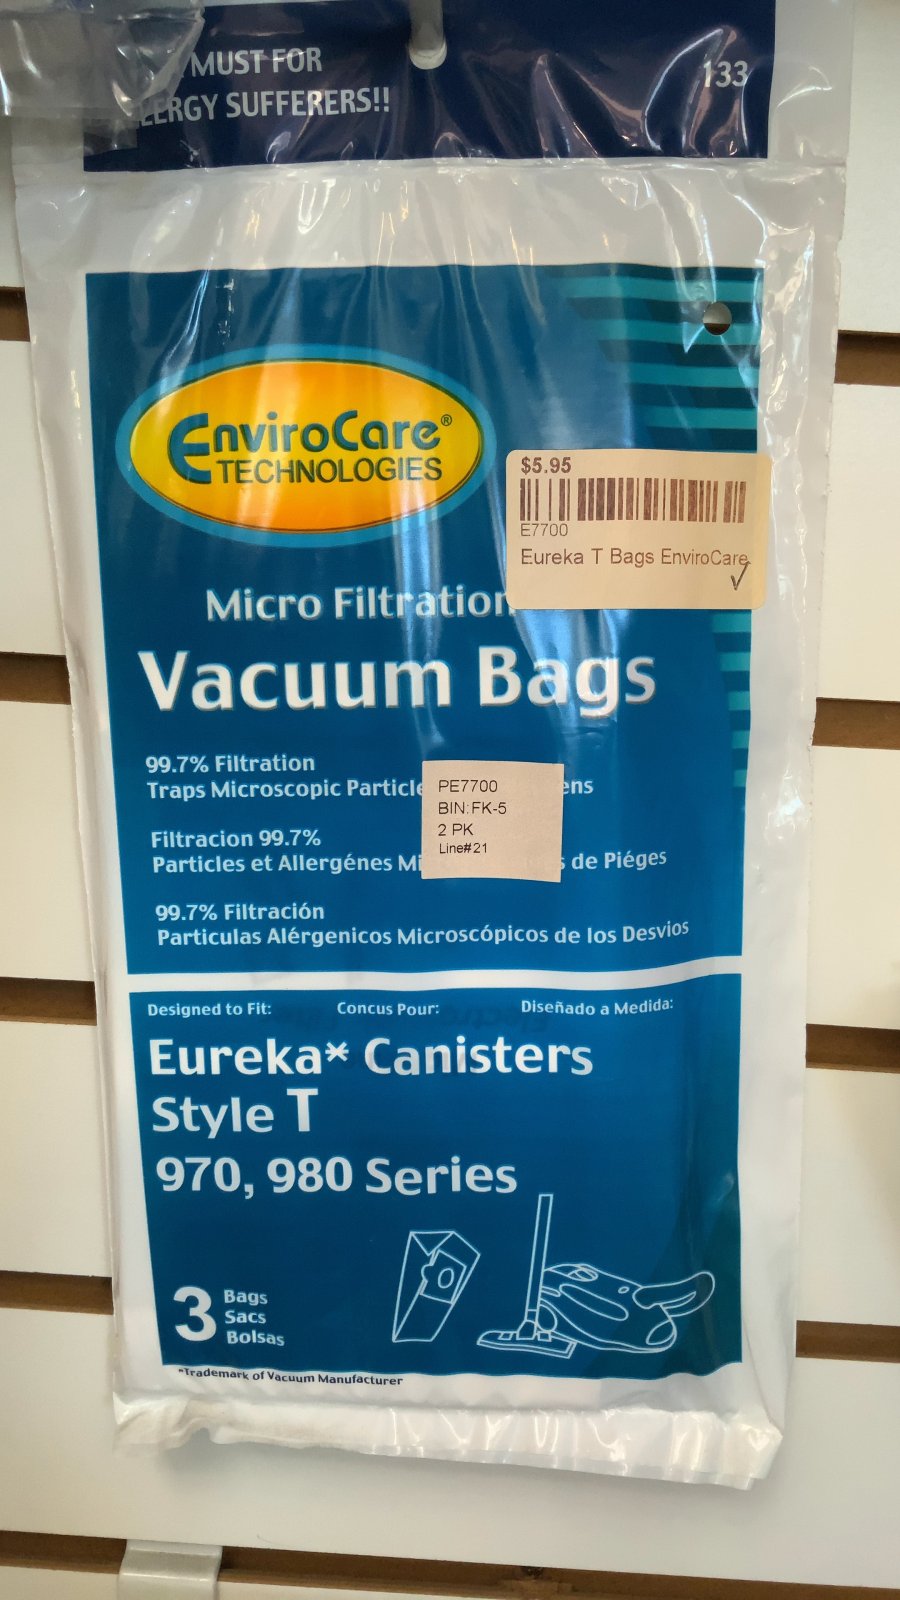 MUST FOR
ERGY SUFFERERS!!
133
EnviroCare®
TECHNOLOGIES
$5.95
E7700
Eureka T Bags EnviroCare
Micro Filtration
Vacuum Bags
99.7% Filtration
Traps Microscopic Particle ens
PE7700
BIN:FK-5
2 PK
Line#21
Filtracion 99.7%
Particles et Allergénes Mi s de Piéges
99.7% Filtración
Particulas Alérgenicos Microscópicos de los Desvios
Designed to Fit: Concus Pour: Diseñado a Medida:
Eureka* Canisters
Style T
970, 980 Series
3 Bags
Sacs
Bolsas
*Trademark of Vacuum Manufacturer